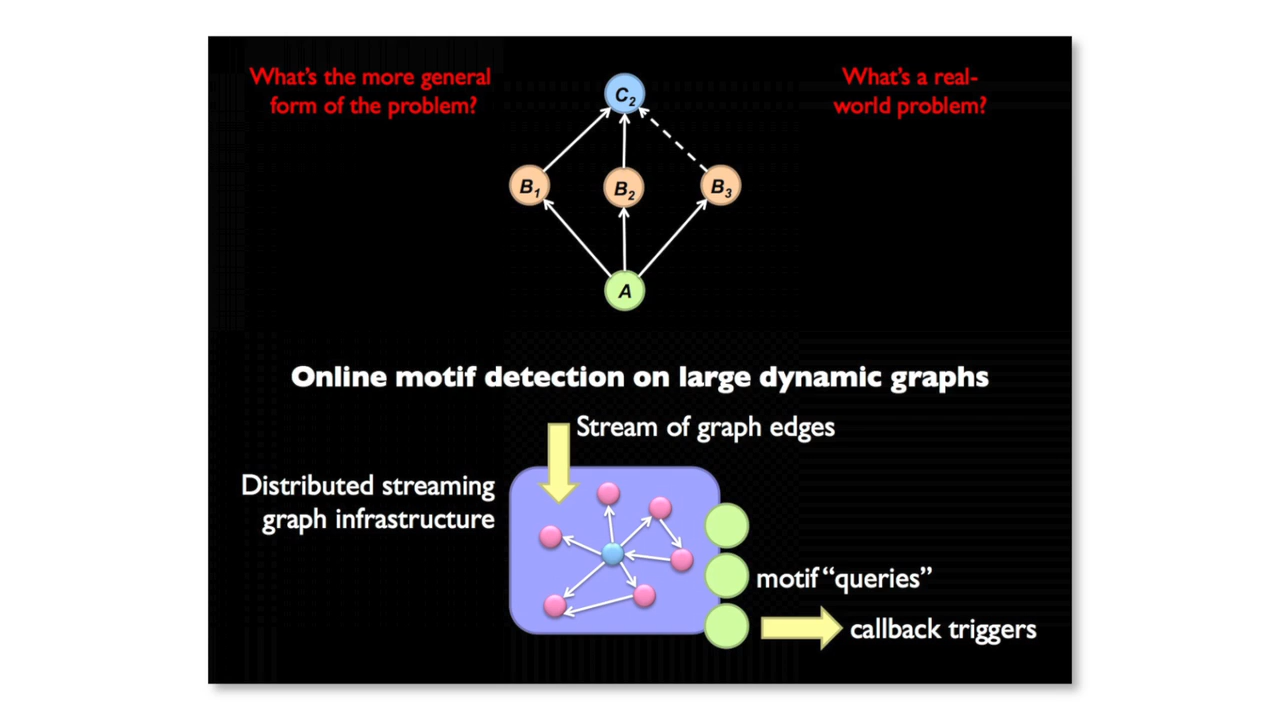 What's the more general
form of the problem?
What's a real-
world problem?
C2
B1
B2
B3
A
Online motif detection on large dynamic graphs
Stream of graph edges
Distributed streaming
graph infrastructure
motif "queries"
callback triggers